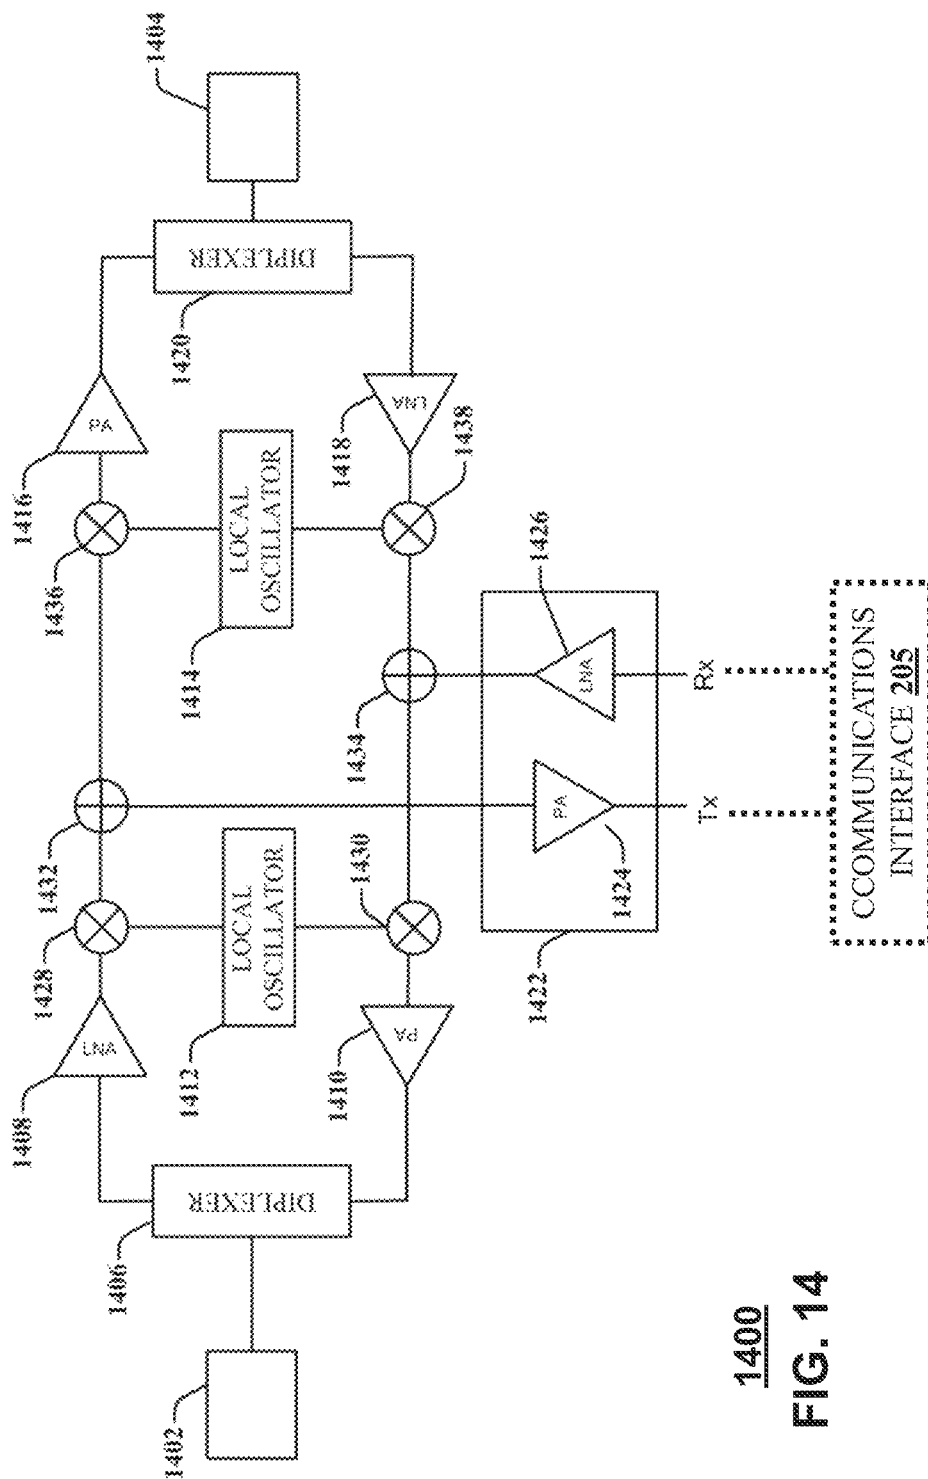 1404
DIPLEXER
1420
PA
1416
LNA
1418
1438
1436
LOCAL
OSCILLATOR
1414
1426
LNA
Rx
1434
1432
PA
Tx
1424
1430
1428
LOCAL
OSCILLATOR
1412
1422
LNA
1408
PA
1410
DIPLEXER
1406
1402
CCOMMUNICATIONS
INTERFACE 205
1400
FIG. 14